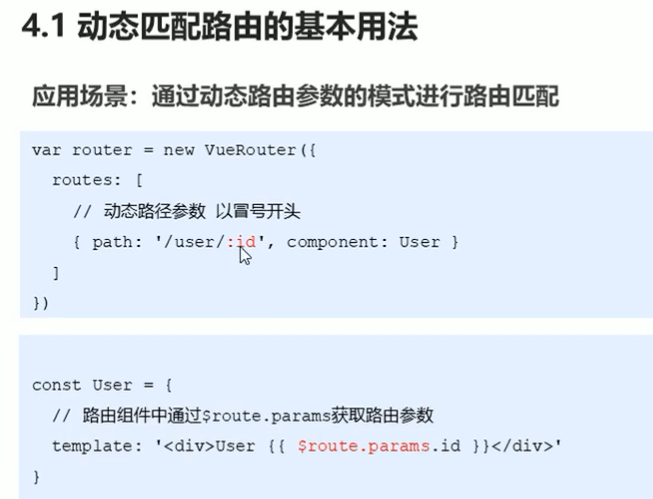 4.1 动态匹配路由的基本用法
应用场景：通过动态路由参数的模式进行路由匹配
var router = new VueRouter({
routes: [
// 动态路径参数 以冒号开头
{ path: '/user/:id', component: User }
]
})
const User = {
// 路由组件中通过$route.params获取路由参数
template: '<div>User {{ $route.params.id }}</div>'
}